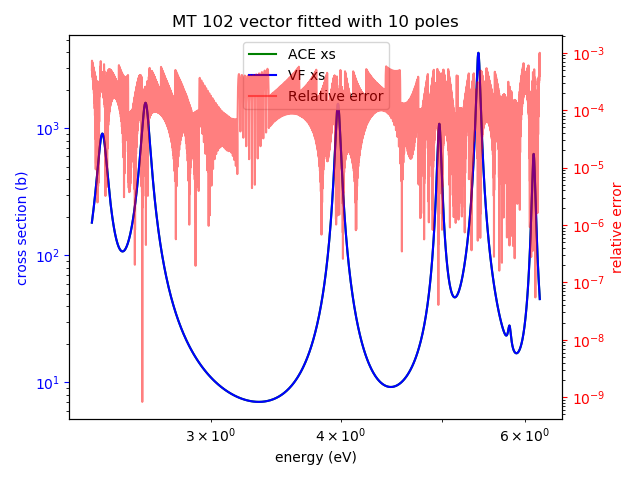 MT 102 vector fitted with 10 poles
ACE xs
VF xs
Relative error
cross section (b)
10³
10²
10¹
relative error
10⁻³
10⁻⁴
10⁻⁵
10⁻⁶
10⁻⁷
10⁻⁸
10⁻⁹
3 × 10⁰
4 × 10⁰
6 × 10⁰
energy (eV)